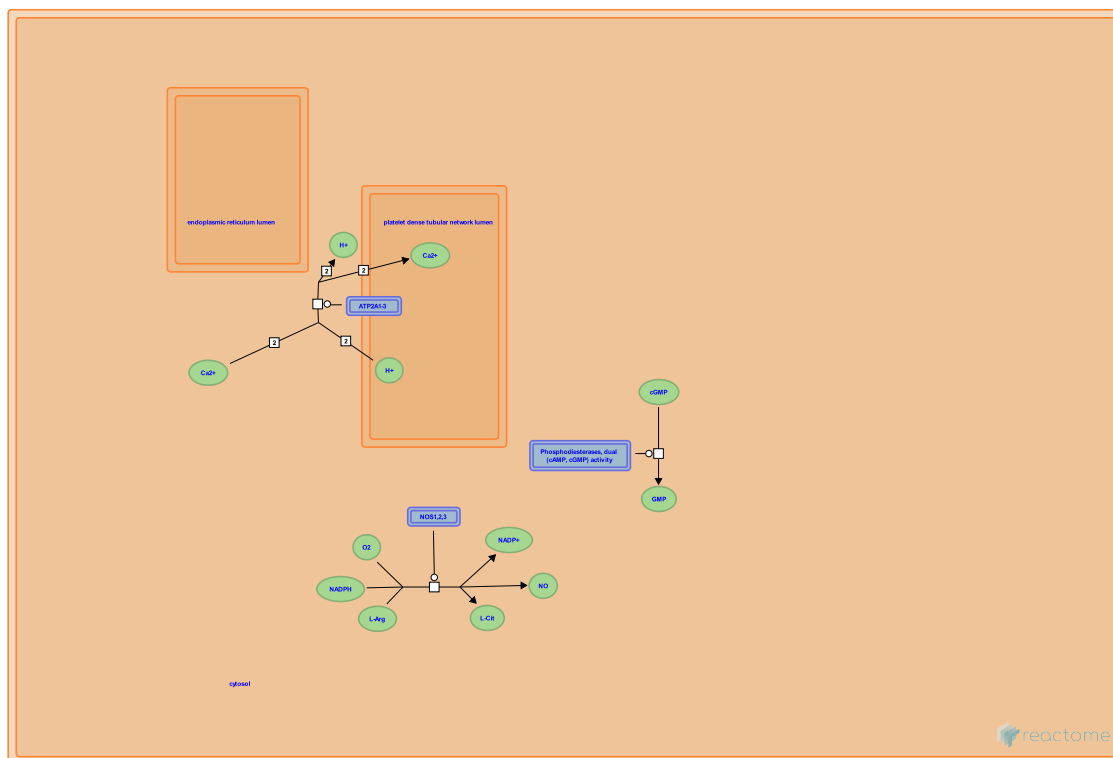 endoplasmic reticulum lumen
platelet dense tubular network lumen
H+
Ca2+
2
2
ATP2A1-3
2
2
Ca2+
H+
cGMP
Phosphodiesterases, dual
(cAMP, cGMP) activity
GMP
NOS1,2,3
O2
NADP+
NADPH
NO
L-Arg
L-Cit
cytosol
reactome